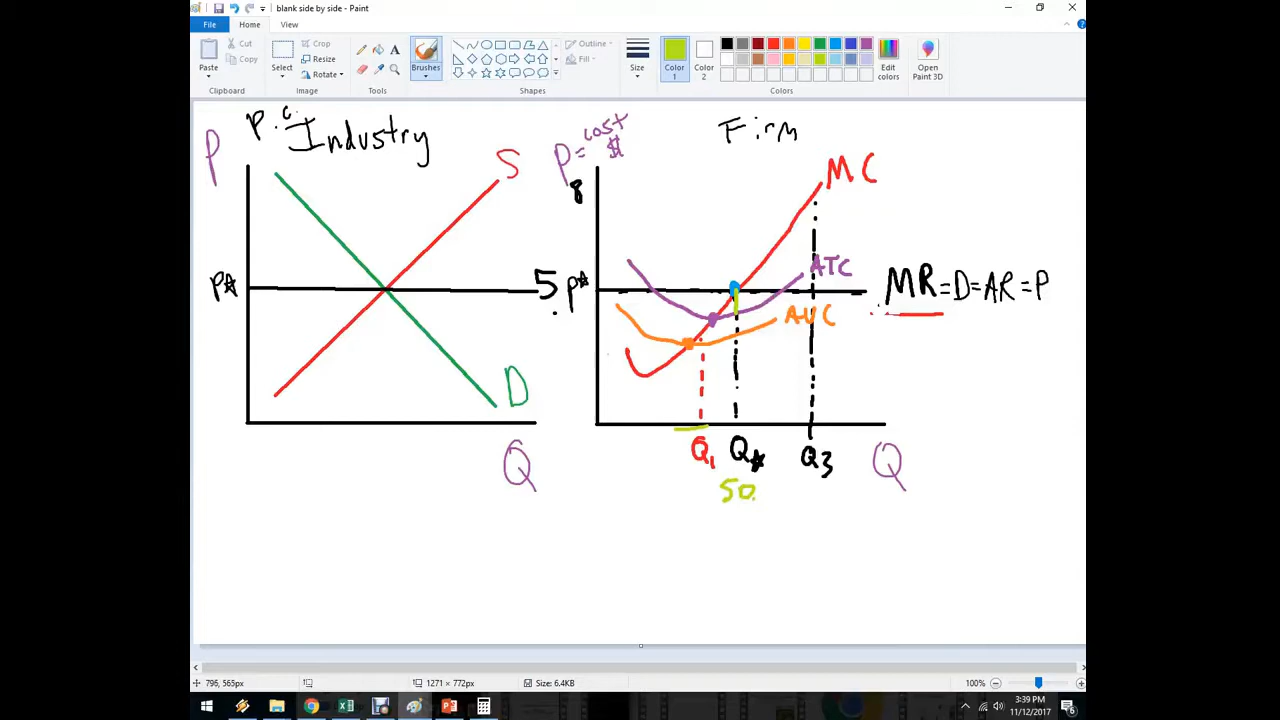 blank side by side - Paint
File
Home
View
Paste
Cut
Copy
Clipboard
Select
Crop
Resize
Rotate
Image
Tools
Brushes
Outline
Fill
Shapes
Size
Color 1
Color 2
Edit colors
Open Paint 3D
Colors
P
P.C. Industry
P = cost $
Firm
S
8
MC
P*
5
P*
ATC
AVC
MR = D = AR = P
D
Q
Q1
Q*
Q3
Q
50
796, 565px
1271 × 772px
Size: 6.4KB
100%
3:39 PM
11/12/2017